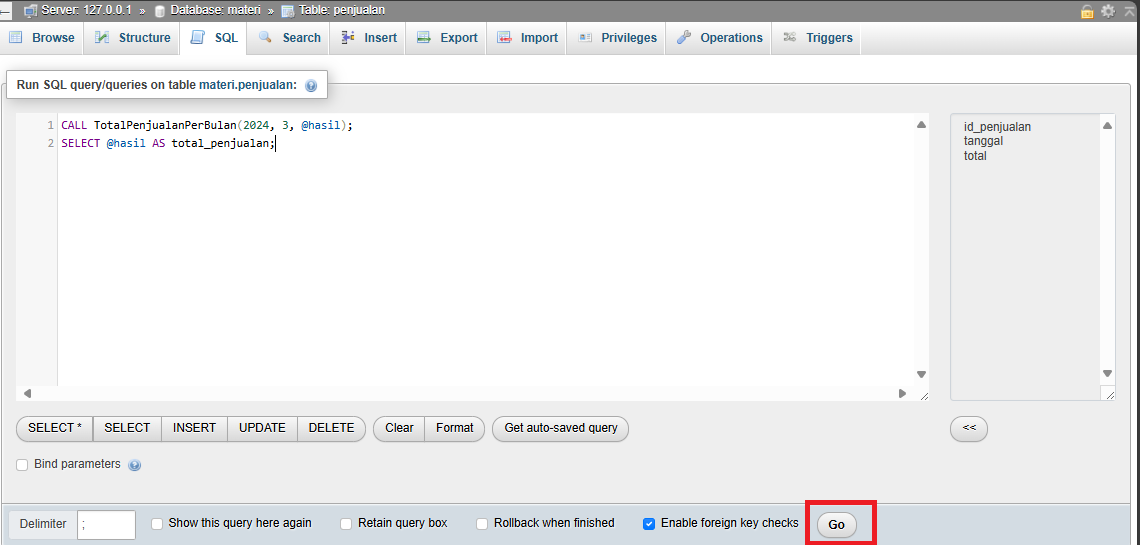 Server: 127.0.0.1 » Database: materi » Table: penjualan
Browse Structure SQL Search Insert Export Import Privileges Operations Triggers
Run SQL query/queries on table materi.penjualan:
1 CALL TotalPenjualanPerBulan(2024, 3, @hasil);
2 SELECT @hasil AS total_penjualan;
id_penjualan
tanggal
total
SELECT * SELECT INSERT UPDATE DELETE Clear Format Get auto-saved query <<
Bind parameters
Delimiter ; Show this query here again Retain query box Rollback when finished Enable foreign key checks Go